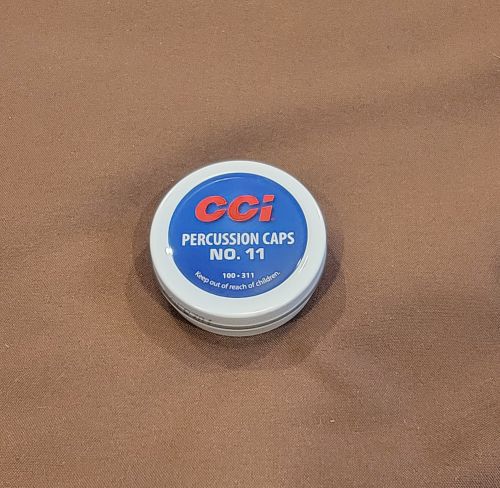 CCi
PERCUSSION CAPS
NO. 11
100 - 311
Keep out of reach of children.